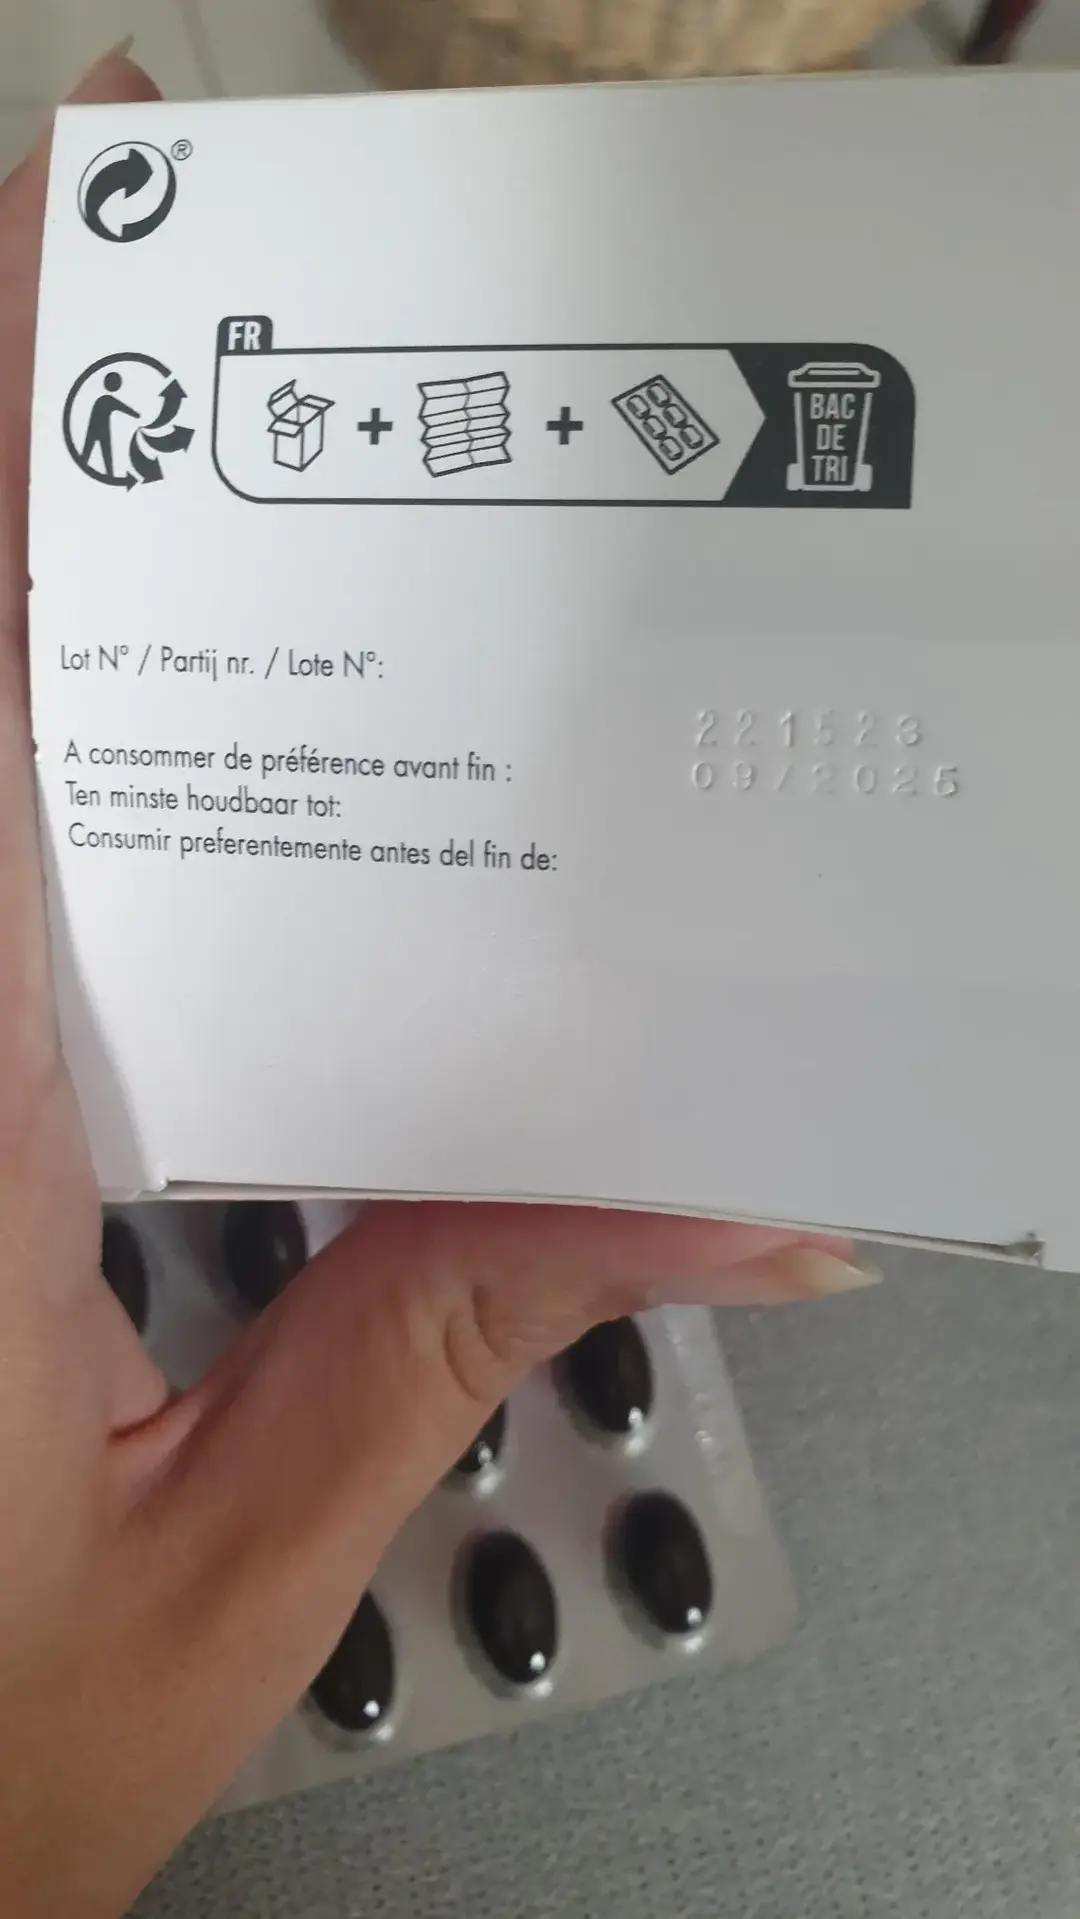 ®
FR
BAC
DE
TRI
Lot N° / Partij nr. / Lote N°:
221523
A consommer de préférence avant fin :
09/2025
Ten minste houdbaar tot:
Consumir preferentemente antes del fin de: